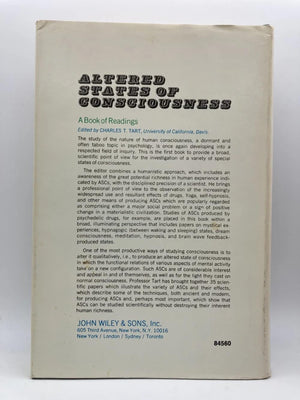 ALTERED
STATES OF
CONSCIOUSNESS
A Book of Readings
Edited by CHARLES T. TART, University of California, Davis.
The study of the nature of human consciousness, a dormant and
often taboo topic in psychology, is once again developing into a
respected field of inquiry. This is the first book to provide a broad,
scientific point of view for the investigation of a variety of special
states of consciousness.
The editor combines a humanistic approach, which includes an
awareness of the great potential richness in human experience indi-
cated by ASCs, with the disciplined precision of a scientist. He brings
a professional point of view to the observation of the increasingly
widespread use and resultant effects of drugs, Yoga, self-hypnosis,
and other means of producing ASCs which are popularly regarded
as comprising either a major social problem or a sign of positive
change in a materialistic civilization. Studies of ASCs produced by
psychedelic drugs, for example, are placed in this book within a
broad, illuminating perspective that includes papers on mystical ex-
periences, hypnagogic (between waking and sleeping) states, dream
consciousness, meditation, hypnosis, and brain wave feedback-
produced states.
One of the most productive ways of studying consciousness is to
alter it qualitatively, i.e., to produce an altered state of consciousness
in which the functional relations of various aspects of mental activity
take on a new configuration. Such ASCs are of considerable interest
and appeal in and of themselves, as well as for the light they cast on
normal consciousness. Professor Tart has brought together 35 scien-
tific papers which illustrate the variety of ASCs and their effects,
which describe some of the techniques, both ancient and modern,
for producing ASCs and, perhaps most important, which show that
ASCs can be studied scientifically without destroying their inherent
human richness.
JOHN WILEY & SONS, Inc.
605 Third Avenue, New York, N.Y. 10016
New York / London / Sydney / Toronto
84560